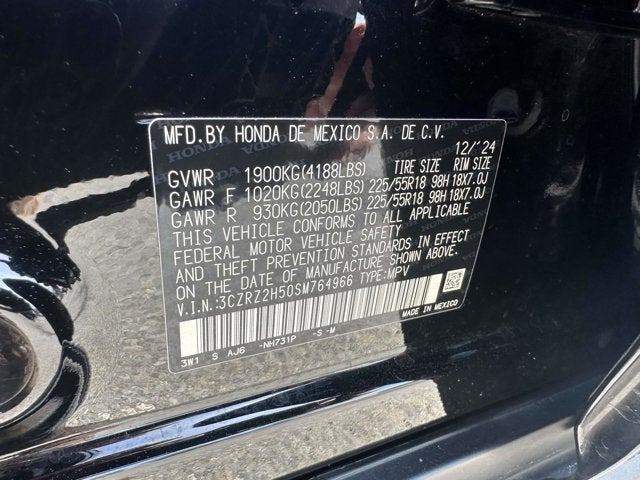 MFD.BY HONDA DE MEXICO S.A.DE C.V.
12/'24
GVWR 1900KG(4188LBS) TIRE SIZE RIM SIZE
GAWR F 1020KG(2248LBS) 225/55R18 98H 18X7.0J
GAWR R 930KG(2050LBS) 225/55R18 98H 18X7.0J
THIS VEHICLE CONFORMS TO ALL APPLICABLE
FEDERAL MOTOR VEHICLE SAFETY
AND THEFT PREVENTION STANDARDS IN EFFECT
ON THE DATE OF MANUFACTURE SHOWN ABOVE.
V.I.N.:3CZRZ2H50SM764966 TYPE:MPV
MADE IN MEXICO
3W1 S AJ6 -NH731P -S -M